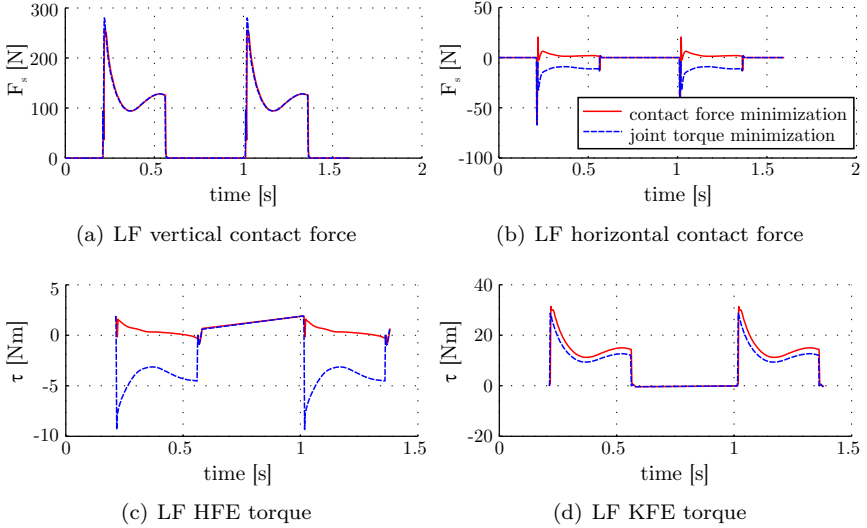 300
200
100
0
F_s [N]
0
0.5
1
1.5
2
time [s]
(a) LF vertical contact force
50
0
-50
-100
F_s [N]
contact force minimization
joint torque minimization
0
0.5
1
1.5
2
time [s]
(b) LF horizontal contact force
5
0
-5
-10
τ [Nm]
0
0.5
1
1.5
time [s]
(c) LF HFE torque
40
20
0
-20
τ [Nm]
0
0.5
1
1.5
time [s]
(d) LF KFE torque